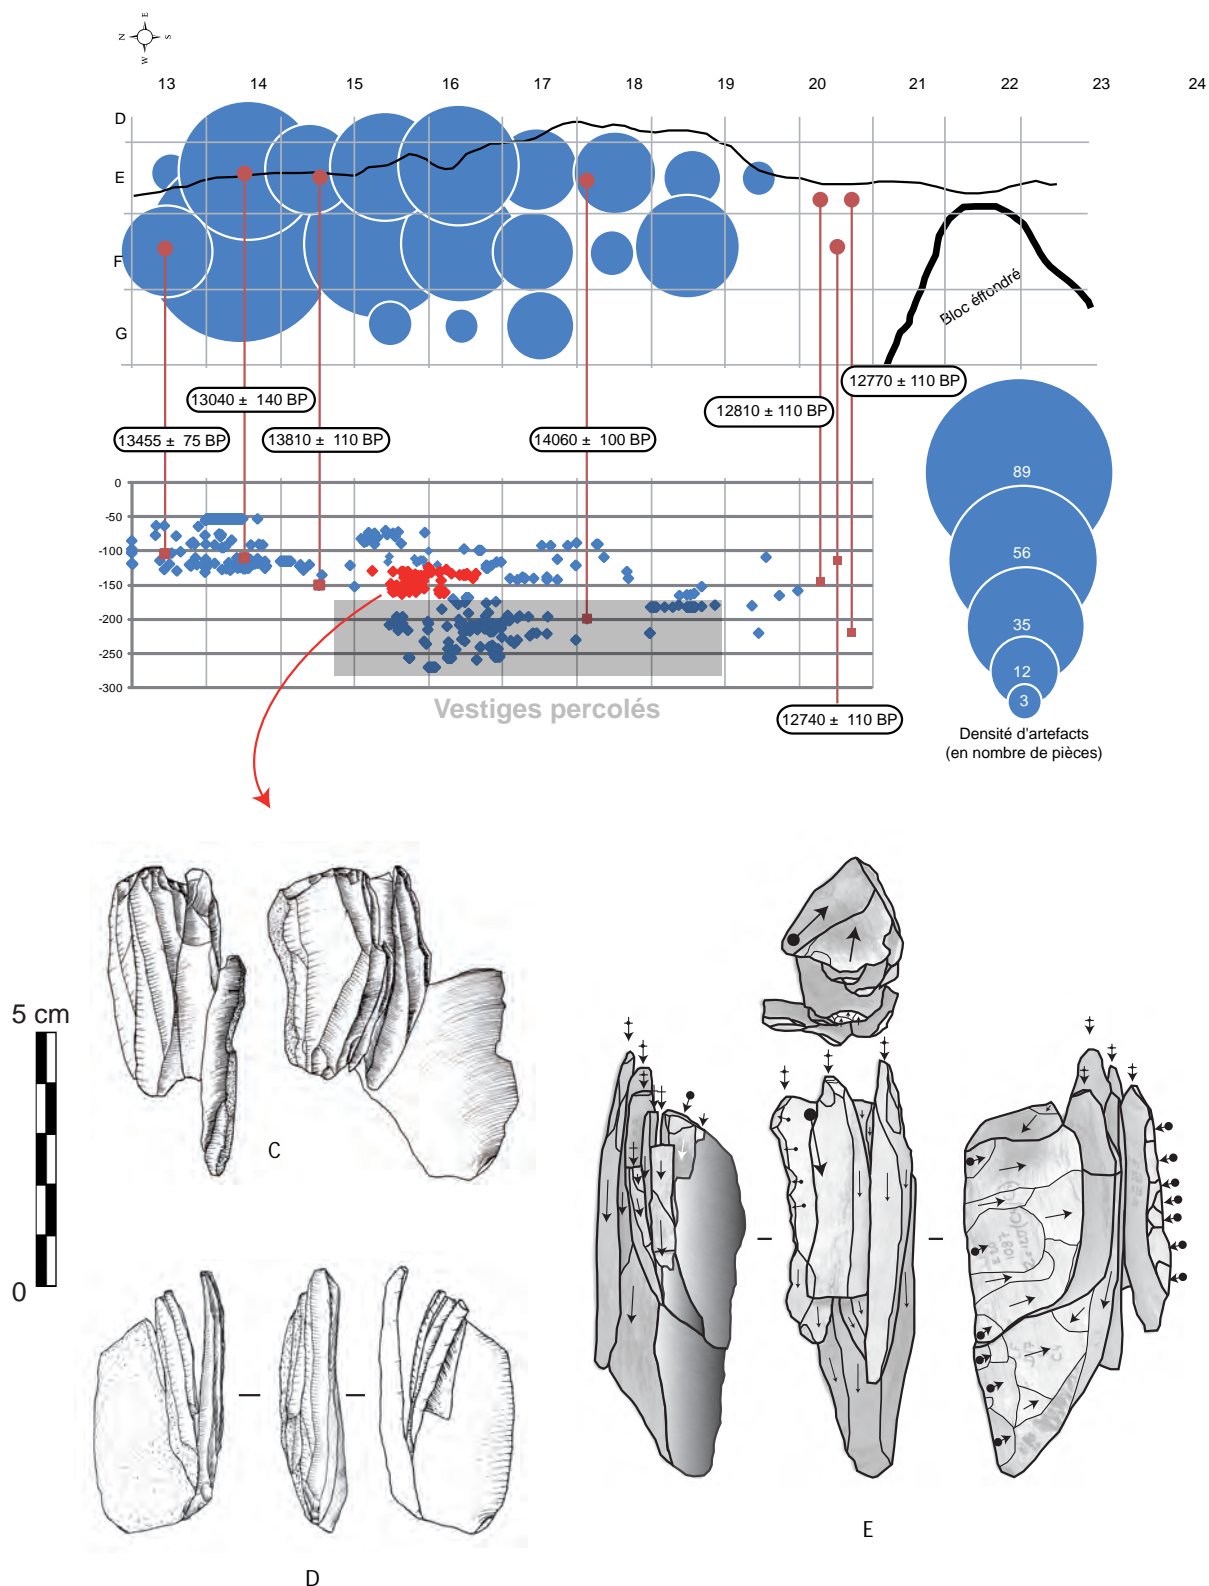 E
N
S
W
13 14 15 16 17 18 19 20 21 22 23 24
D
E
F
G
Bloc éffondré
12770 ± 110 BP
13040 ± 140 BP
12810 ± 110 BP
13455 ± 75 BP
13810 ± 110 BP
14060 ± 100 BP
0
-50
-100
-150
-200
-250
-300
Vestiges percolés
12740 ± 110 BP
89
56
35
12
3
Densité d'artefacts
(en nombre de pièces)
5 cm
0
C
D
E